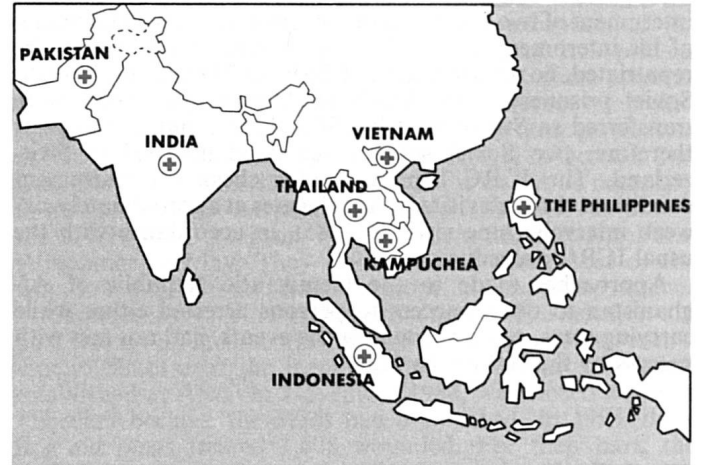 PAKISTAN
INDIA
VIETNAM
THAILAND
THE PHILIPPINES
KAMPUCHEA
INDONESIA